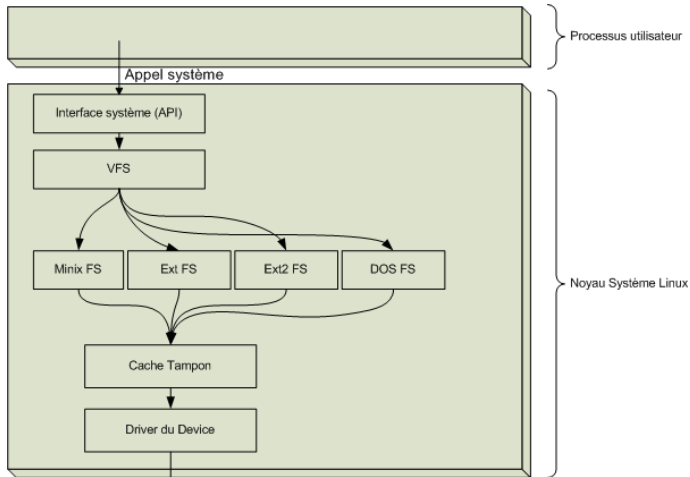 Processus utilisateur
Appel système
Interface système (API)
VFS
Minix FS
Ext FS
Ext2 FS
DOS FS
Noyau Système Linux
Cache Tampon
Driver du Device